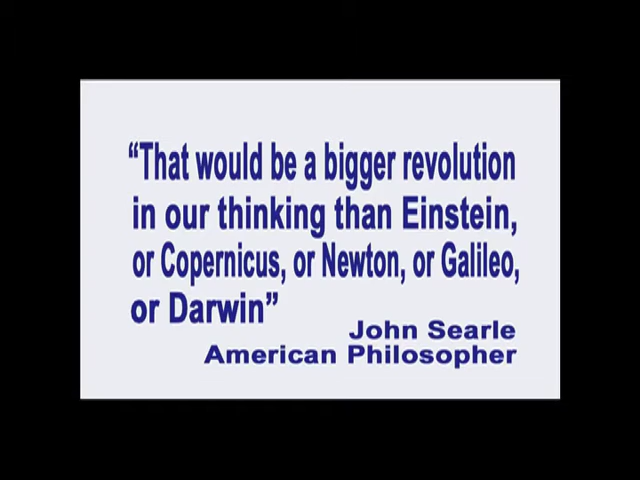 “That would be a bigger revolution
in our thinking than Einstein,
or Copernicus, or Newton, or Galileo,
or Darwin”
John Searle
American Philosopher